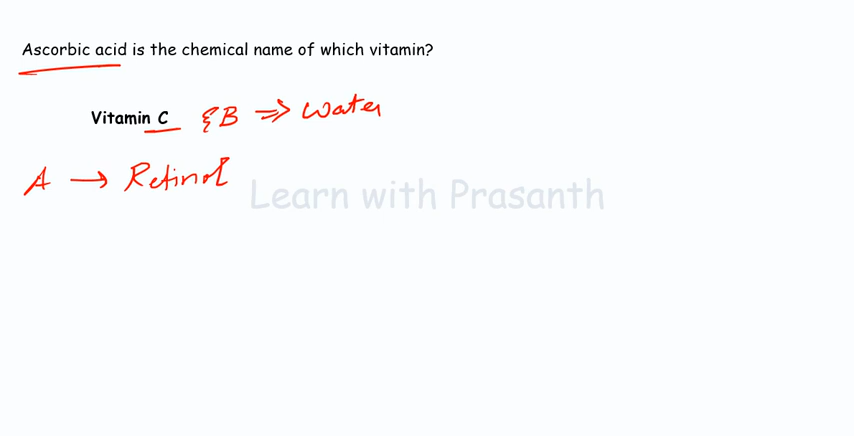 Ascorbic acid is the chemical name of which vitamin?
Vitamin C & B ⇒ Water
A → Retinol
Learn with Prasanth